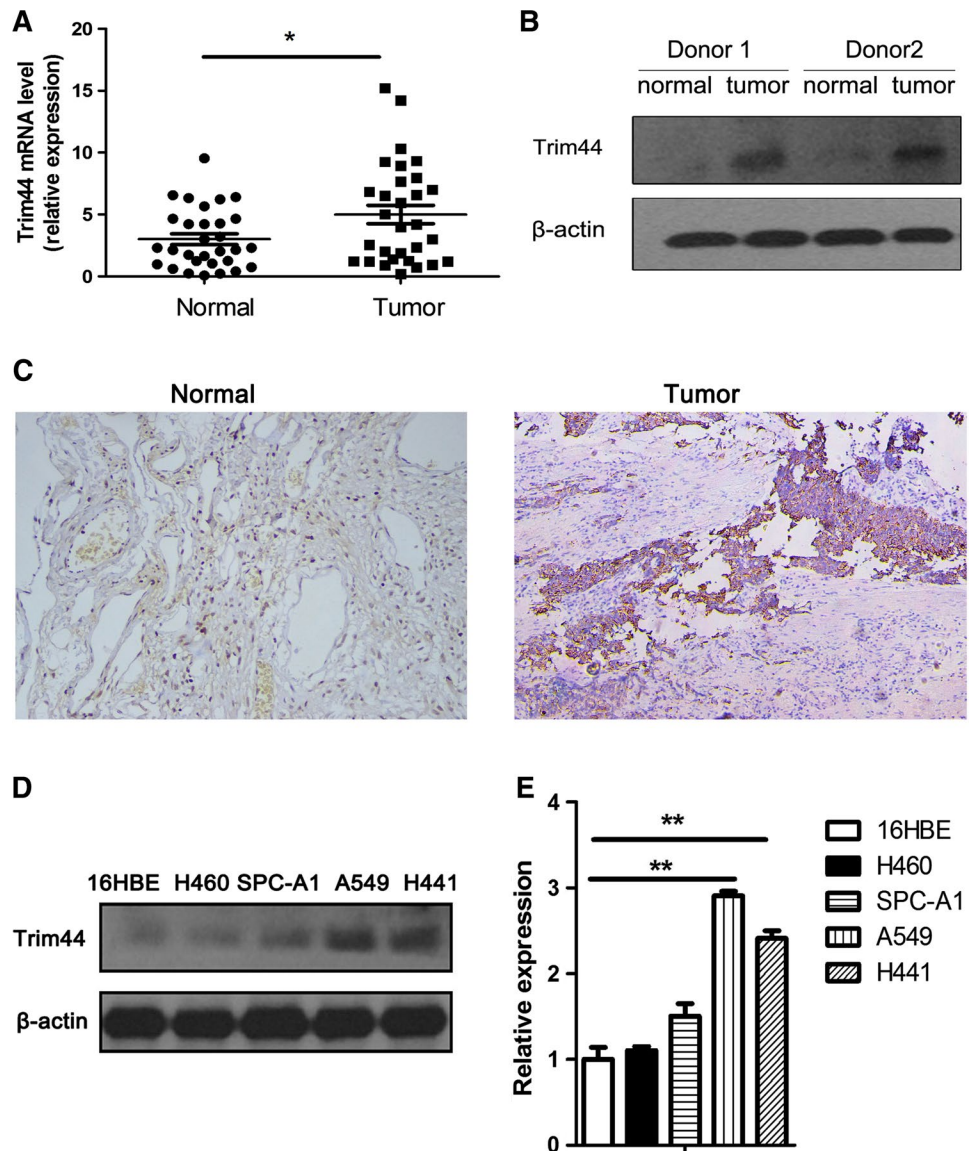 A
Trim44 mRNA level
(relative expression)
20
15
10
5
0
*
Normal
Tumor
B
Donor 1
Donor2
normal tumor normal tumor
Trim44
β-actin
C
Normal
Tumor
D
16HBE H460 SPC-A1 A549 H441
Trim44
β-actin
E
Relative expression
4
3
2
1
0
**
**
16HBE
H460
SPC-A1
A549
H441